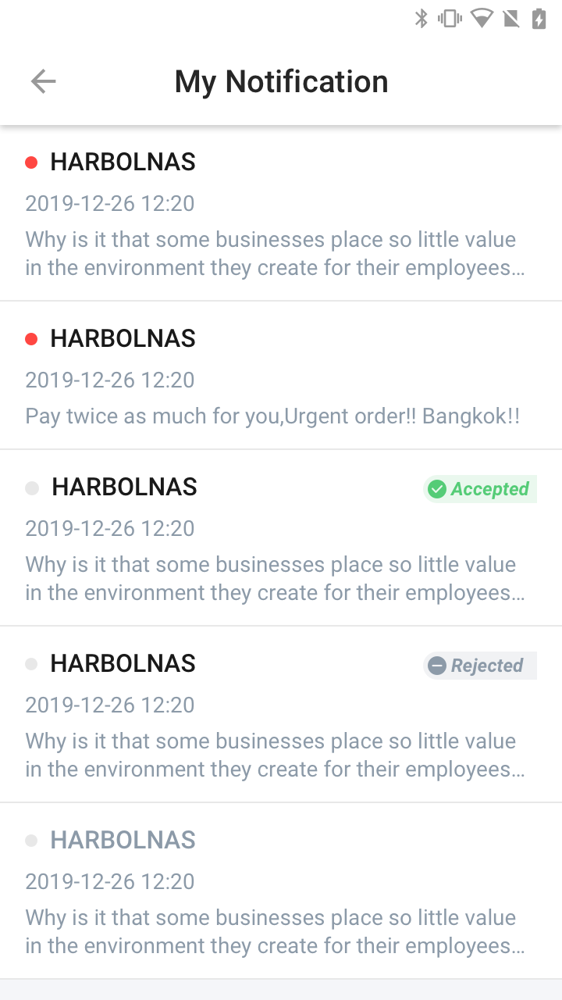 My Notification
HARBOLNAS
2019-12-26 12:20
Why is it that some businesses place so little value
in the environment they create for their employees…
HARBOLNAS
2019-12-26 12:20
Pay twice as much for you,Urgent order!! Bangkok!!
HARBOLNAS
Accepted
2019-12-26 12:20
Why is it that some businesses place so little value
in the environment they create for their employees…
HARBOLNAS
Rejected
2019-12-26 12:20
Why is it that some businesses place so little value
in the environment they create for their employees…
HARBOLNAS
2019-12-26 12:20
Why is it that some businesses place so little value
in the environment they create for their employees…